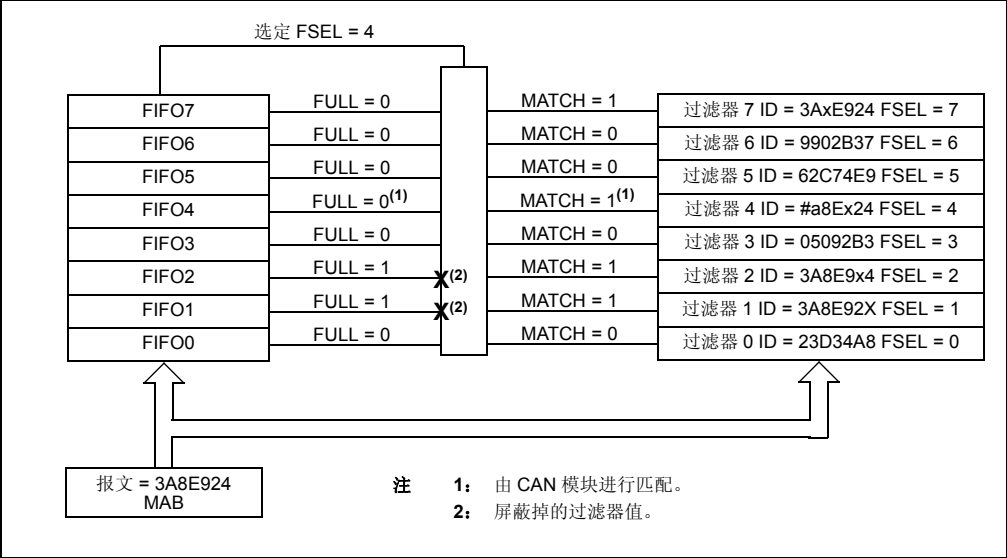 选定 FSEL = 4
FIFO7 FULL = 0 MATCH = 1 过滤器 7 ID = 3AxE924 FSEL = 7
FIFO6 FULL = 0 MATCH = 0 过滤器 6 ID = 9902B37 FSEL = 6
FIFO5 FULL = 0 MATCH = 0 过滤器 5 ID = 62C74E9 FSEL = 5
FIFO4 FULL = 0(1) MATCH = 1(1) 过滤器 4 ID = #a8Ex24 FSEL = 4
FIFO3 FULL = 0 MATCH = 0 过滤器 3 ID = 05092B3 FSEL = 3
FIFO2 FULL = 1 X(2) MATCH = 1 过滤器 2 ID = 3A8E9x4 FSEL = 2
FIFO1 FULL = 1 X(2) MATCH = 1 过滤器 1 ID = 3A8E92X FSEL = 1
FIFO0 FULL = 0 MATCH = 0 过滤器 0 ID = 23D34A8 FSEL = 0
报文 = 3A8E924
MAB
注 1： 由 CAN 模块进行匹配。
2： 屏蔽掉的过滤器值。